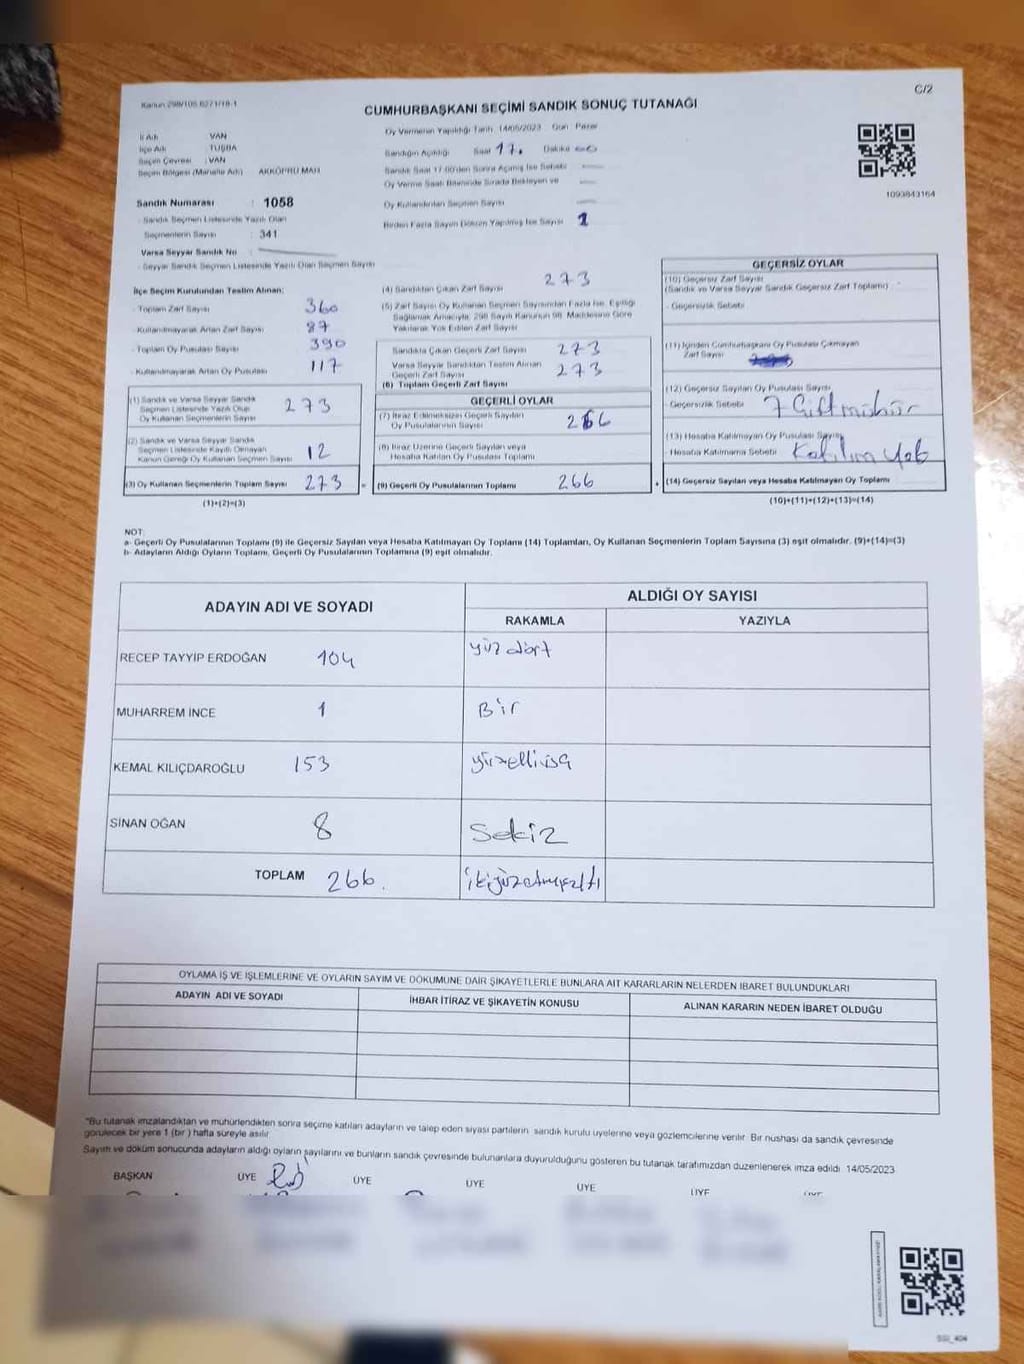 Kanun 298/105 6271/19-1
C/2
CUMHURBAŞKANI SEÇİMİ SANDIK SONUÇ TUTANAĞI
İl Adı VAN
İlçe Adı : TUŞBA
Seçim Çevresi : VAN
Seçim Bölgesi (Mahalle Adı) AKKÖPRÜ MAH
Sandık Numarası : 1058
- Sandık Seçmen Listesinde Yazılı Olan
Seçmenlerin Sayısı : 341
Varsa Seyyar Sandık No
- Seyyar Sandık Seçmen Listesinde Yazılı Olan Seçmen Sayısı
Oy Vermenin Yapıldığı Tarih 14/05/2023 Gün Pazar
Sandığın Açıldığı Saat 17. Dakika
Sandık Saat 17.00'den Sonra Açılmış İse Sebebi
Oy Verme Saati Bitiminde Sırada Bekleyen ve
Oy Kullandırılan Seçmen Sayısı
Birden Fazla Sayım Döküm Yapılmış İse Sayısı 1
1093843164
İlçe Seçim Kurulundan Teslim Alınan:
- Toplam Zarf Sayısı 360
- Kullanılmayarak Artan Zarf Sayısı 87
- Toplam Oy Pusulası Sayısı 390
- Kullanılmayarak Artan Oy Pusulası 117
(1) Sandık ve Varsa Seyyar Sandık
Seçmen Listesinde Yazılı Olup
Oy Kullanan Seçmenlerin Sayısı 273
(2) Sandık ve Varsa Seyyar Sandık
Seçmen Listesinde Kayıtlı Olmayan
Kanun Gereği Oy Kullanan Seçmen Sayısı 12
(3) Oy Kullanan Seçmenlerin Toplam Sayısı 273
(1)+(2)=(3)
(4) Sandıktan Çıkan Zarf Sayısı 273
(5) Zarf Sayısı Oy Kullanan Seçmen Sayısından Fazla İse, Eşitliği
Sağlamak Amacıyla, 298 Sayılı Kanunun 98. Maddesine Göre
Yakılarak Yok Edilen Zarf Sayısı
Sandıkta Çıkan Geçerli Zarf Sayısı 273
Varsa Seyyar Sandıktan Teslim Alınan
Geçerli Zarf Sayısı 273
(6) Toplam Geçerli Zarf Sayısı
GEÇERLİ OYLAR
(7) İtiraz Edilmeksizin Geçerli Sayılan
Oy Pusulalarının Sayısı 266
(8) İtiraz Üzerine Geçerli Sayılan veya
Hesaba Katılan Oy Pusulası Toplamı
= (9) Geçerli Oy Pusulalarının Toplamı 266
GEÇERSİZ OYLAR
(10) Geçersiz Zarf Sayısı
(Sandık ve Varsa Seyyar Sandık Geçersiz Zarf Toplamı)
- Geçersizlik Sebebi
(11) İçinden Cumhurbaşkanı Oy Pusulası Çıkmayan
Zarf Sayısı
(12) Geçersiz Sayılan Oy Pusulası Sayısı
- Geçersizlik Sebebi 7 Çift mühür
(13) Hesaba Katılmayan Oy Pusulası Sayısı
- Hesaba Katılmama Sebebi Katılım Yok
+ (14) Geçersiz Sayılan veya Hesaba Katılmayan Oy Toplamı
(10)+(11)+(12)+(13)=(14)
NOT:
a- Geçerli Oy Pusulalarının Toplamı (9) ile Geçersiz Sayılan veya Hesaba Katılmayan Oy Toplamı (14) Toplamları, Oy Kullanan Seçmenlerin Toplam Sayısına (3) eşit olmalıdır. (9)+(14)=(3)
b- Adayların Aldığı Oyların Toplamı, Geçerli Oy Pusulalarının Toplamına (9) eşit olmalıdır.
ADAYIN ADI VE SOYADI
ALDIĞI OY SAYISI
RAKAMLA YAZIYLA
RECEP TAYYİP ERDOĞAN 104 yüz dört
MUHARREM İNCE 1 Bir
KEMAL KILIÇDAROĞLU 153 yüzelliüç
SİNAN OĞAN 8 Sekiz
TOPLAM 266. ikiyüzatmışaltı
OYLAMA İŞ VE İŞLEMLERİNE VE OYLARIN SAYIM VE DÖKÜMÜNE DAİR ŞİKAYETLERLE BUNLARA AİT KARARLARIN NELERDEN İBARET BULUNDUKLARI
ADAYIN ADI VE SOYADI İHBAR İTİRAZ VE ŞİKAYETİN KONUSU ALINAN KARARIN NEDEN İBARET OLDUĞU
"Bu tutanak imzalandıktan ve mühürlendikten sonra seçime katılan adayların ve talep eden siyasi partilerin sandık kurulu üyelerine veya gözlemcilerine verilir. Bir nüshası da sandık çevresinde
görülecek bir yere 1 (bir) hafta süreyle asılır.
Sayım ve döküm sonucunda adayların aldığı oyların sayılarını ve bunların sandık çevresinde bulunanlara duyurulduğunu gösteren bu tutanak tarafımızdan düzenlenerek imza edildi 14/05/2023
BAŞKAN ÜYE ÜYE ÜYE ÜYE ÜYE ÜYE